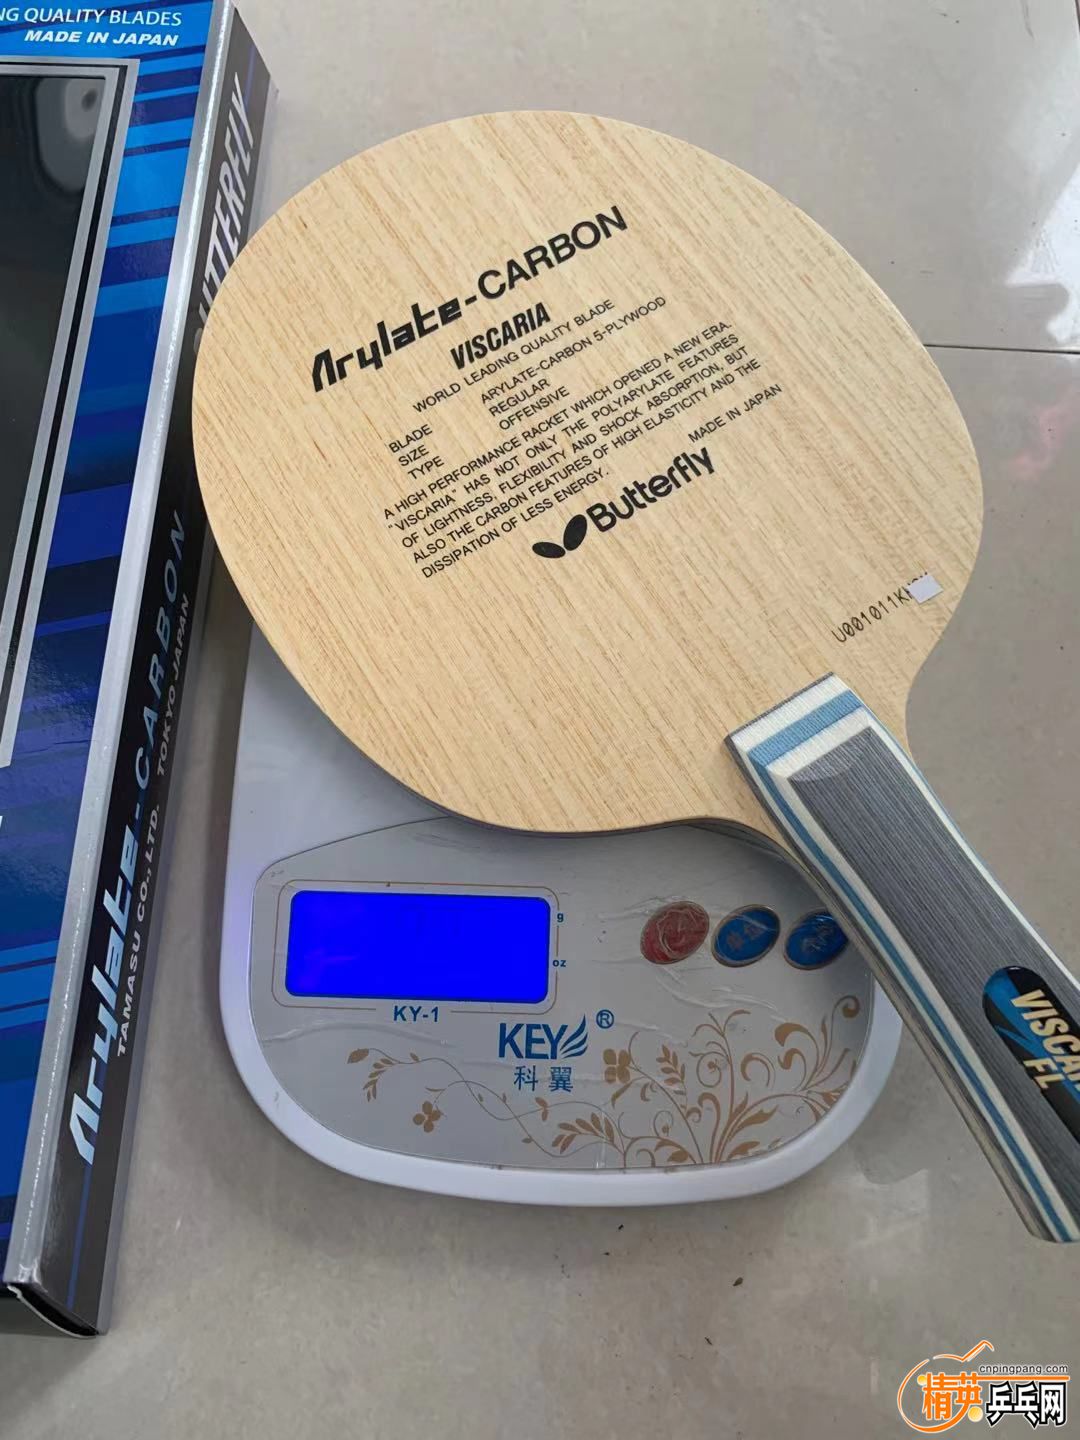 NG QUALITY BLADES
MADE IN JAPAN
BUTTERFLY
Arylate-CARBON
TAMASU CO., LTD. TOKYO JAPAN
Arylate-CARBON
VISCARIA
WORLD LEADING QUALITY BLADE
BLADE ARYLATE-CARBON 5-PLYWOOD
SIZE REGULAR
TYPE OFFENSIVE
A HIGH PERFORMANCE RACKET WHICH OPENED A NEW ERA.
"VISCARIA" HAS NOT ONLY THE POLYARYLATE FEATURES
OF LIGHTNESS, FLEXIBILITY AND SHOCK ABSORPTION, BUT
ALSO THE CARBON FEATURES OF HIGH ELASTICITY AND THE
DISSIPATION OF LESS ENERGY.
MADE IN JAPAN
Butterfly
U001011K
VISCA
FL
g
oz
KY-1
KEY®
科翼
cnpingpang.com
精英乒乓网